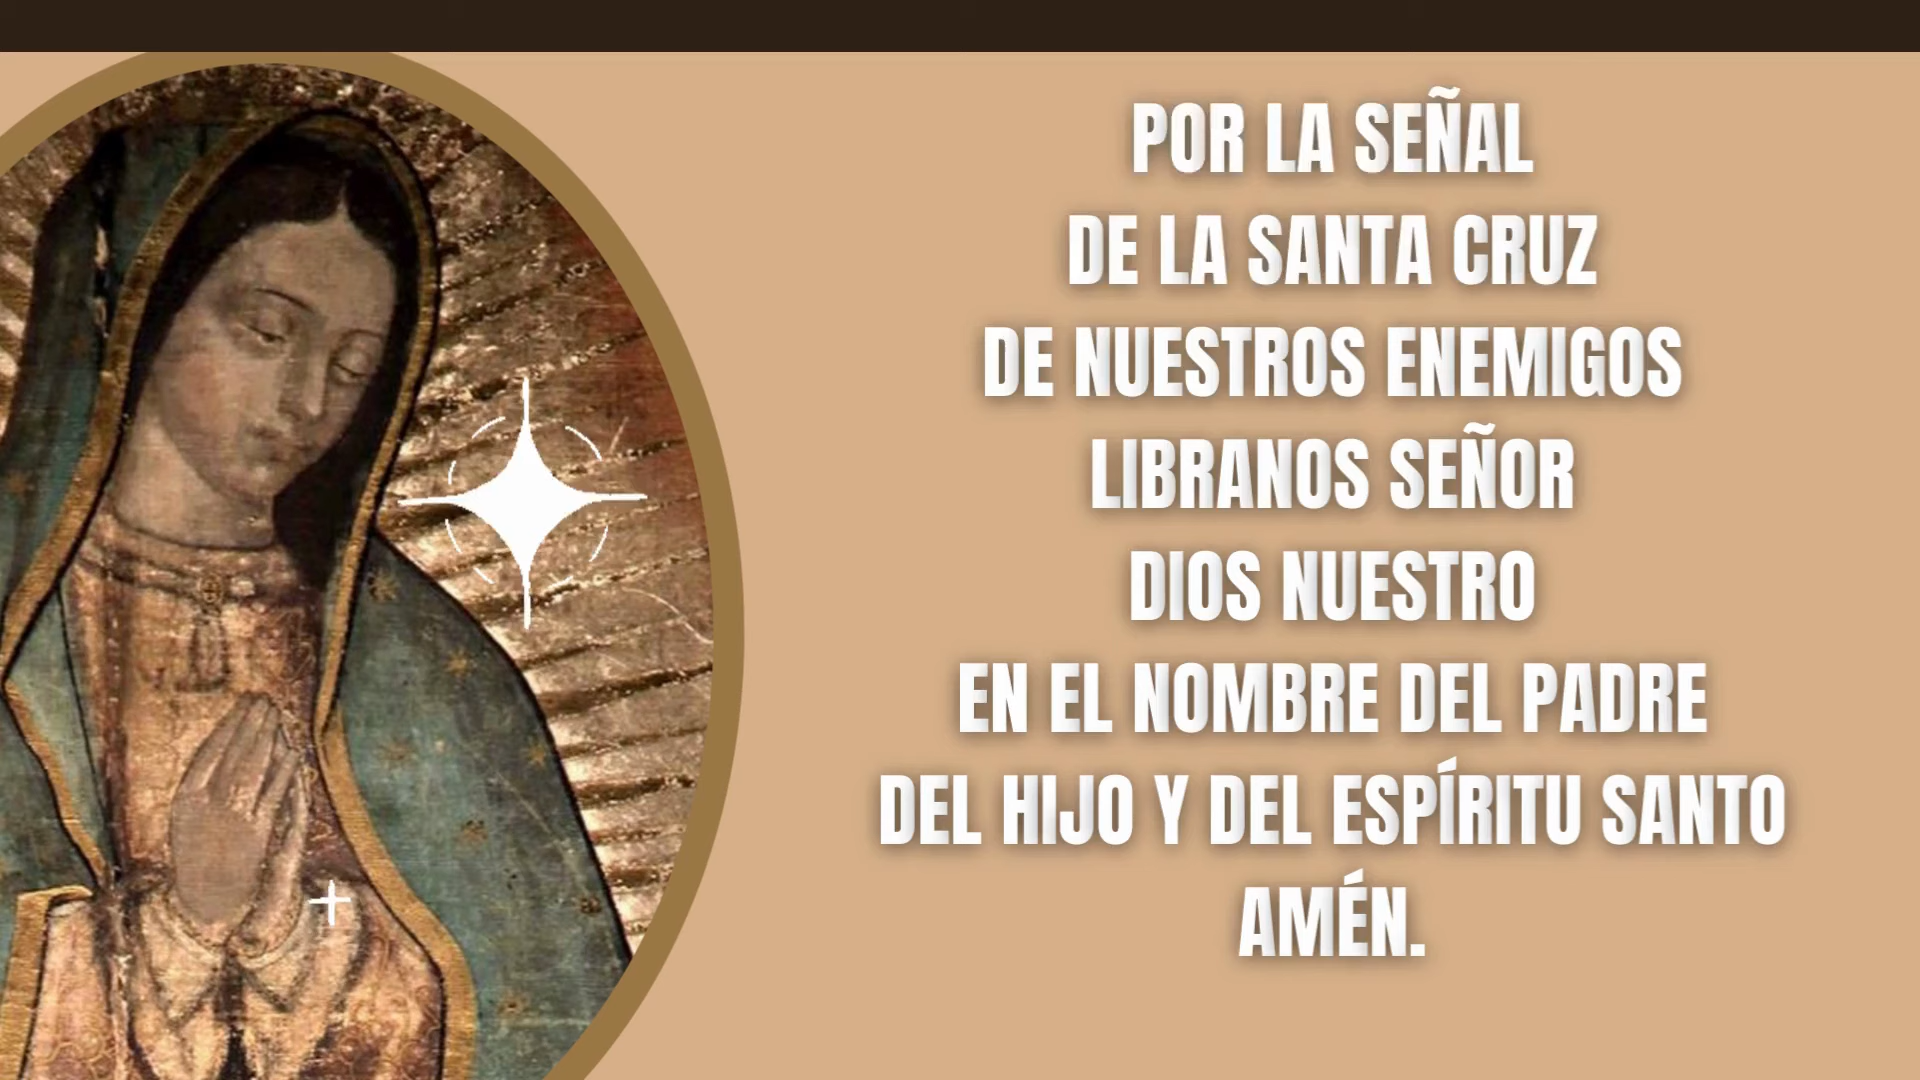 POR LA SEÑAL
DE LA SANTA CRUZ
DE NUESTROS ENEMIGOS
LIBRANOS SEÑOR
DIOS NUESTRO
EN EL NOMBRE DEL PADRE
DEL HIJO Y DEL ESPÍRITU SANTO
AMÉN.